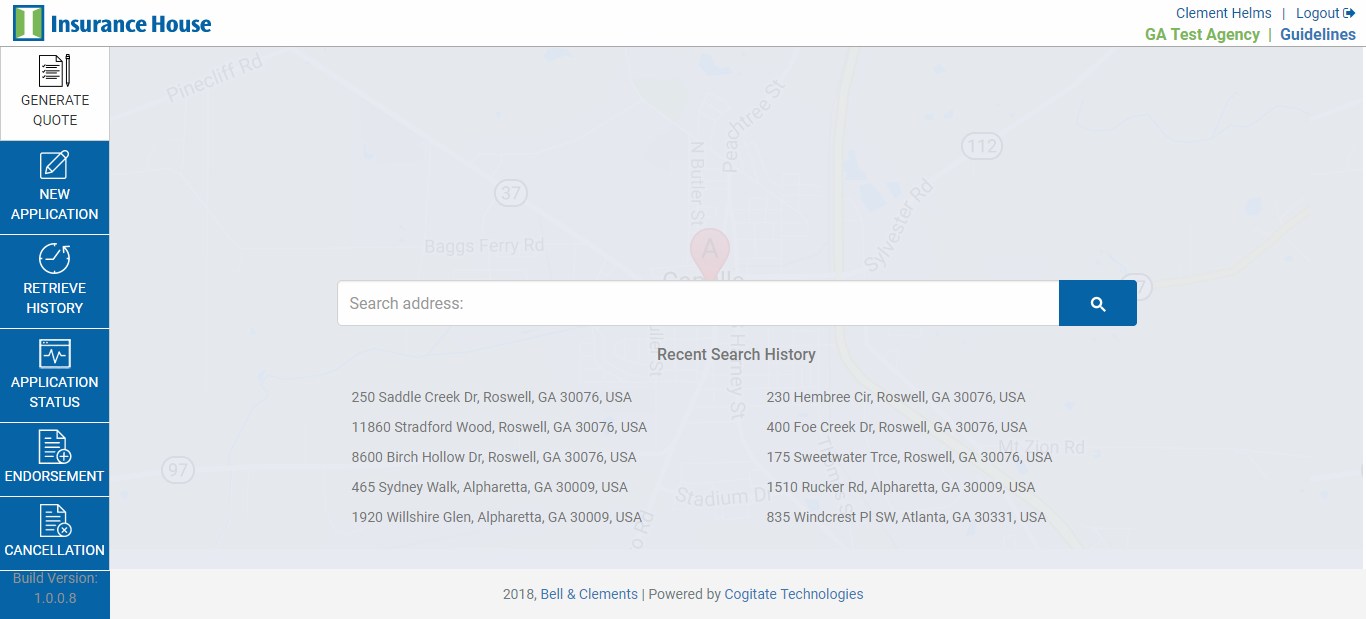 Insurance House
Clement Helms | Logout
GA Test Agency | Guidelines
GENERATE
QUOTE
NEW
APPLICATION
RETRIEVE
HISTORY
APPLICATION
STATUS
ENDORSEMENT
CANCELLATION
Build Version:
1.0.0.8
Pinecliff Rd
Peachtree St
N Butler St
112
37
Sylvester Rd
Baggs Ferry Rd
A
Search address:
Recent Search History
250 Saddle Creek Dr, Roswell, GA 30076, USA
230 Hembree Cir, Roswell, GA 30076, USA
11860 Stradford Wood, Roswell, GA 30076, USA
400 Foe Creek Dr, Roswell, GA 30076, USA
8600 Birch Hollow Dr, Roswell, GA 30076, USA
175 Sweetwater Trce, Roswell, GA 30076, USA
465 Sydney Walk, Alpharetta, GA 30009, USA
1510 Rucker Rd, Alpharetta, GA 30009, USA
1920 Willshire Glen, Alpharetta, GA 30009, USA
835 Windcrest Pl SW, Atlanta, GA 30331, USA
S Harney St
Mt Zion Rd
97
Stadium Dr
2018, Bell & Clements | Powered by Cogitate Technologies